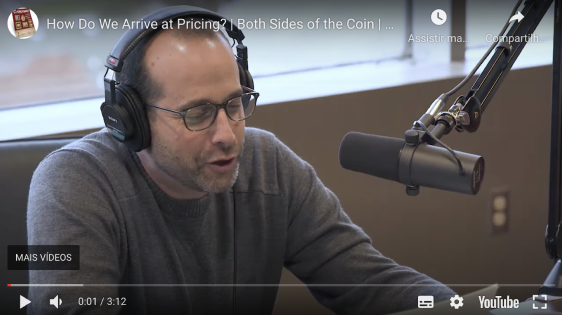 How Do We Arrive at Pricing? | Both Sides of the Coin | ...
Assistir ma...
Compartilh...
MAIS VÍDEOS
0:01 / 3:12
YouTube